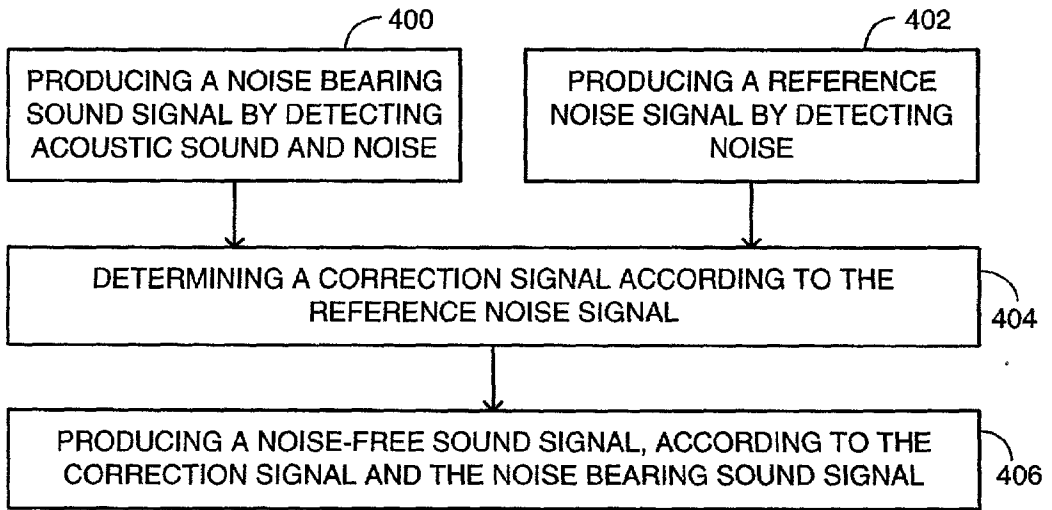 400
PRODUCING A NOISE BEARING
SOUND SIGNAL BY DETECTING
ACOUSTIC SOUND AND NOISE
402
PRODUCING A REFERENCE
NOISE SIGNAL BY DETECTING
NOISE
DETERMINING A CORRECTION SIGNAL ACCORDING TO THE
REFERENCE NOISE SIGNAL
404
PRODUCING A NOISE-FREE SOUND SIGNAL, ACCORDING TO THE
CORRECTION SIGNAL AND THE NOISE BEARING SOUND SIGNAL
406